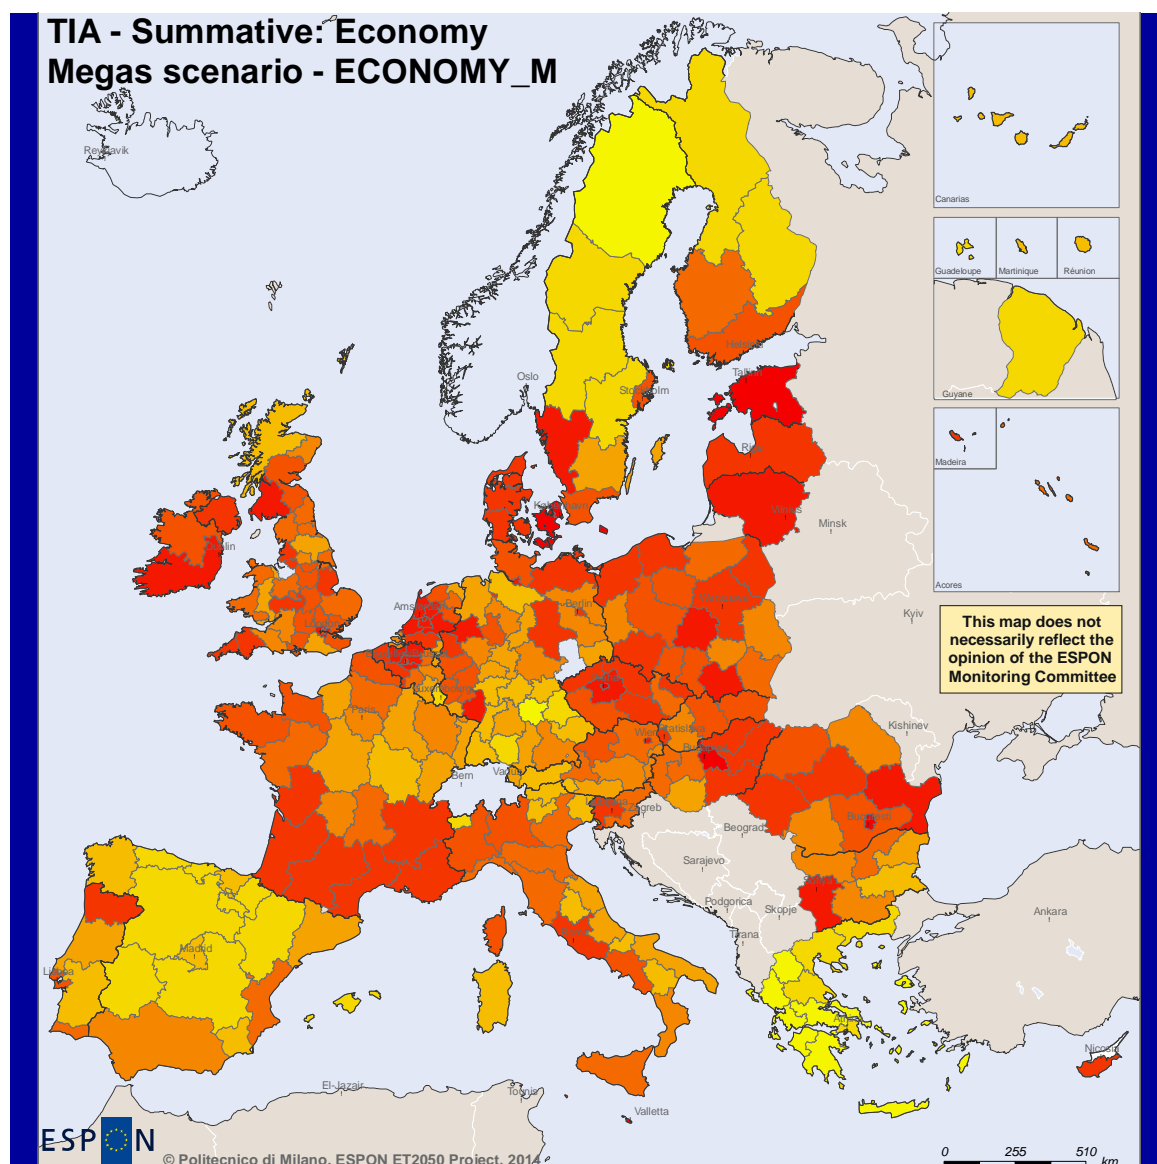 TIA - Summative: Economy
Megas scenario - ECONOMY_M
Reykjavik
Canarias
Guadeloupe
Martinique
Réunion
Guyane
Madeira
Acores
Oslo
Helsinki
Stockholm
Tallinn
Riga
Vilnius
Minsk
København
Dublin
London
Amsterdam
Berlin
Warszawa
Kyiv
This map does not
necessarily reflect the
opinion of the ESPON
Monitoring Committee
Luxembourg
Paris
Praha
Wien
Bratislava
Budapest
Kishinev
Bern
Vaduz
Ljubljana
Zagreb
Beograd
Bucuresti
Sarajevo
Sofiya
Podgorica
Skopje
Tirana
Ankara
Roma
Madrid
Lisboa
Athinai
Nicosia
El-Jazair
Tounis
Valletta
ESPON
© Politecnico di Milano, ESPON ET2050 Project, 2014
0 255 510
km